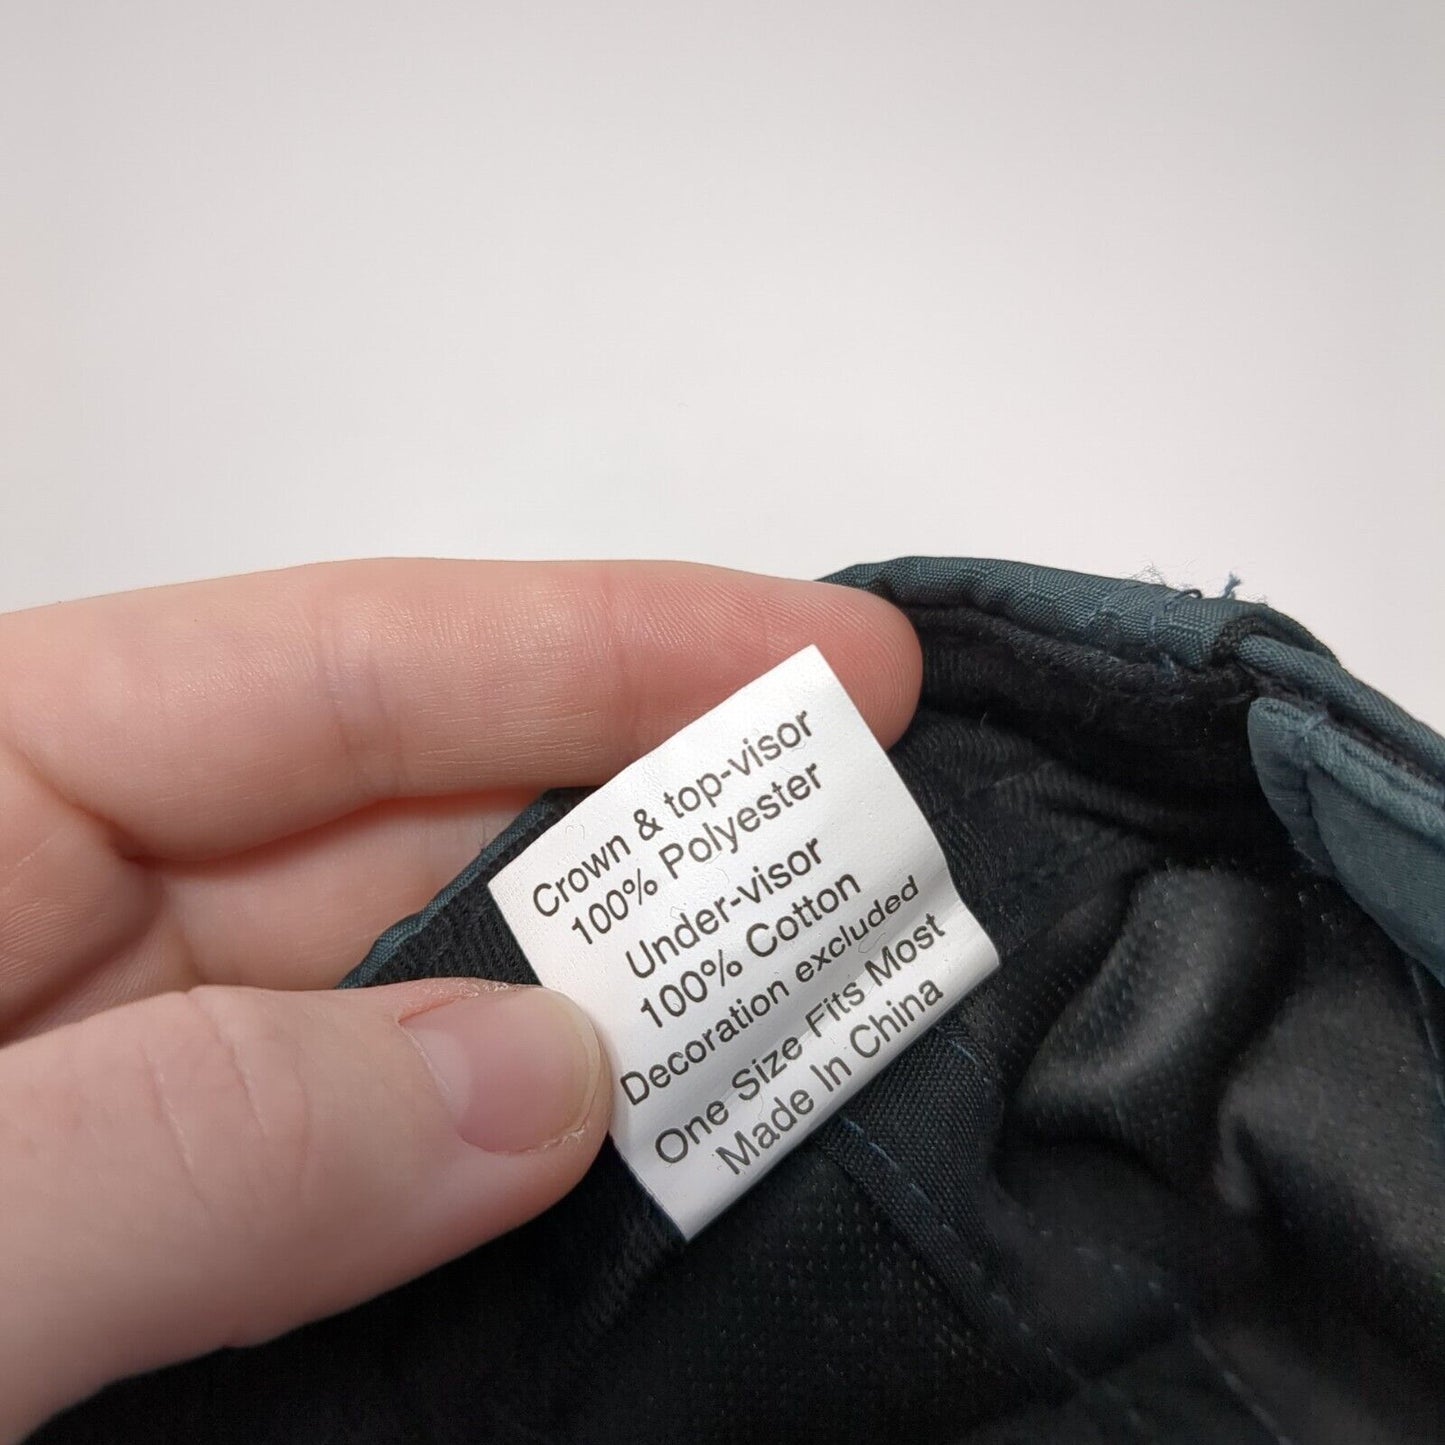 Crown & top-visor
100% Polyester
Under-visor
100% Cotton
Decoration excluded
One Size Fits Most
Made In China